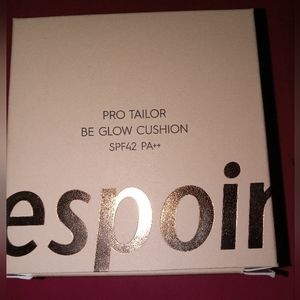 PRO TAILOR
BE GLOW CUSHION
SPF42 PA++
espoir